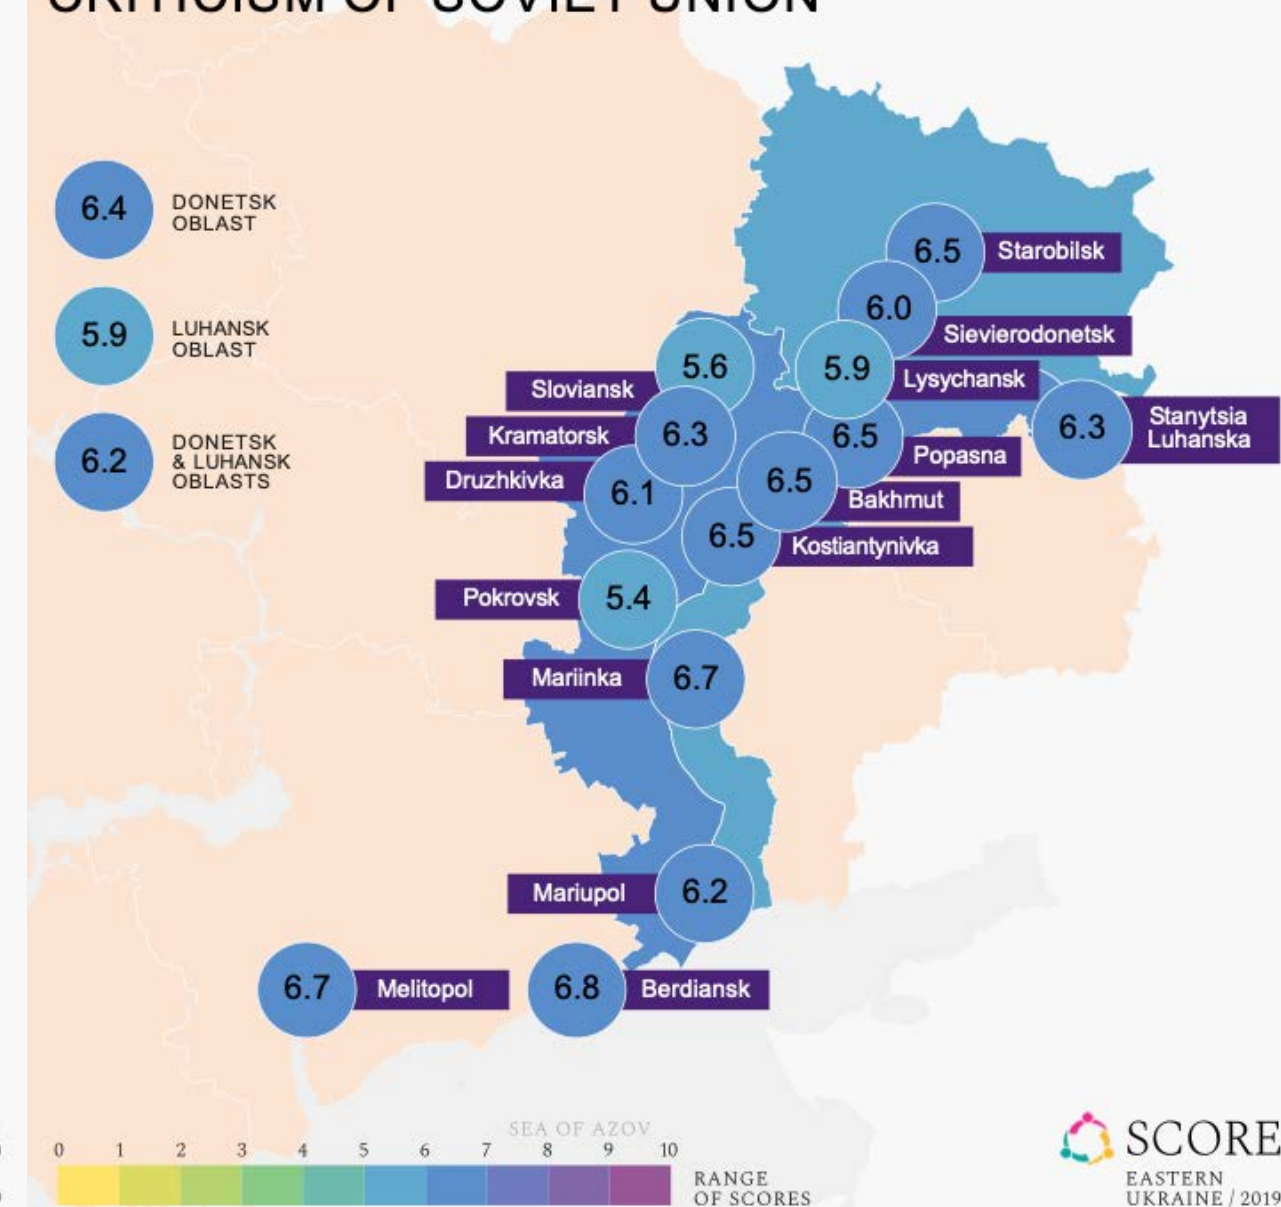 CRITICISM OF SOVIET UNION
6.4
DONETSK
OBLAST
5.9
LUHANSK
OBLAST
6.2
DONETSK
& LUHANSK
OBLASTS
6.5
Starobilsk
6.0
Sievierodonetsk
5.6
Sloviansk
5.9
Lysychansk
6.3
Stanytsia
Luhanska
Kramatorsk
6.3
6.5
Popasna
Druzhkivka
6.1
6.5
Bakhmut
6.5
Kostiantynivka
Pokrovsk
5.4
Mariinka
6.7
Mariupol
6.2
6.7
Melitopol
6.8
Berdiansk
SEA OF AZOV
0 1 2 3 4 5 6 7 8 9 10
RANGE
OF SCORES
SCORE
EASTERN
UKRAINE / 2019